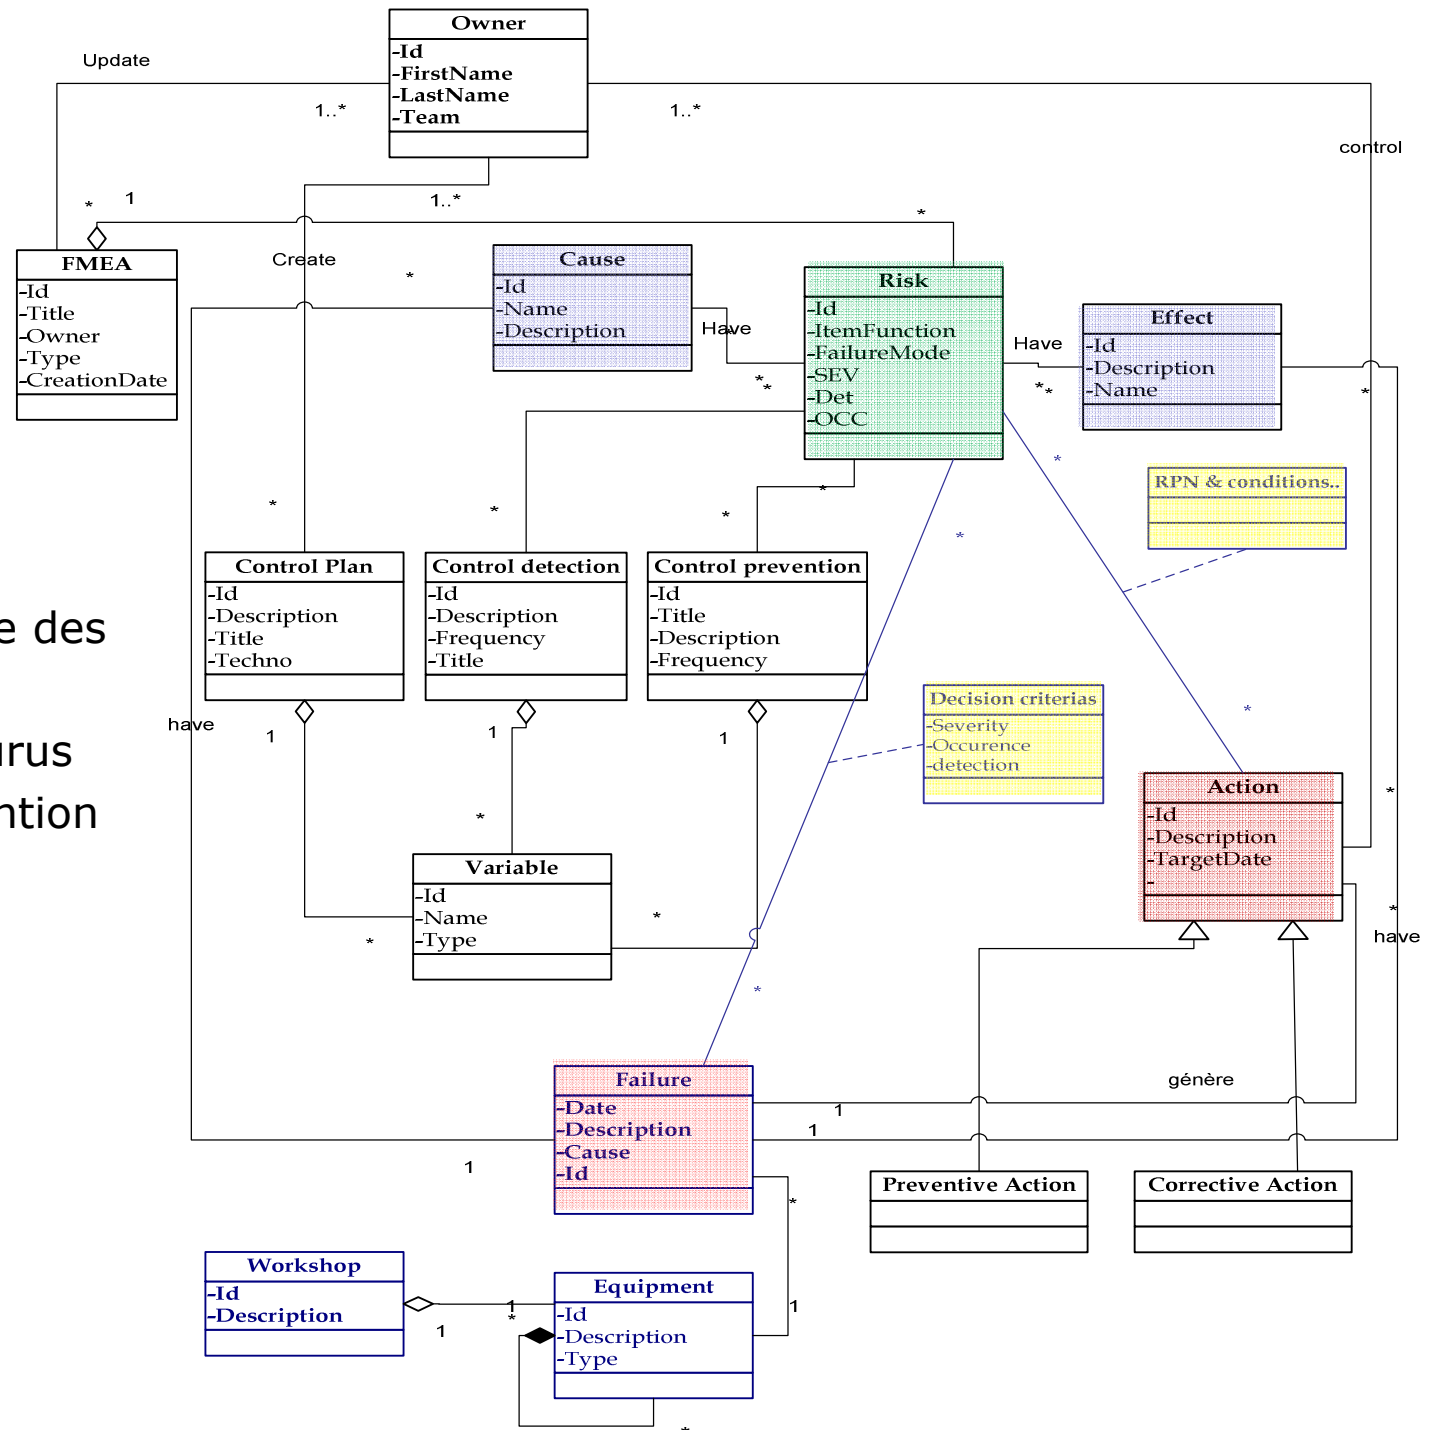 Owner
-Id
-FirstName
-LastName
-Team
Update
1..*
1..*
control
1..*
*
1
*
FMEA
-Id
-Title
-Owner
-Type
-CreationDate
Create
*
Cause
-Id
-Name
-Description
Have
*
*
Risk
-Id
-ItemFunction
-FailureMode
-SEV
-Det
-OCC
Have
*
*
Effect
-Id
-Description
-Name
*
*
RPN & conditions..
*
*
*
*
*
Control Plan
-Id
-Description
-Title
-Techno
Control detection
-Id
-Description
-Frequency
-Title
Control prevention
-Id
-Title
-Description
-Frequency
e des
urus
ntion
have
1
1
1
Decision criterias
-Severity
-Occurence
-detection
*
Action
-Id
-Description
-TargetDate
-
*
*
have
*
Variable
-Id
-Name
-Type
*
*
*
Failure
-Date
-Description
-Cause
-Id
génère
1
1
1
*
Preventive Action
Corrective Action
Workshop
-Id
-Description
1
1
*
Equipment
-Id
-Description
-Type
1
*